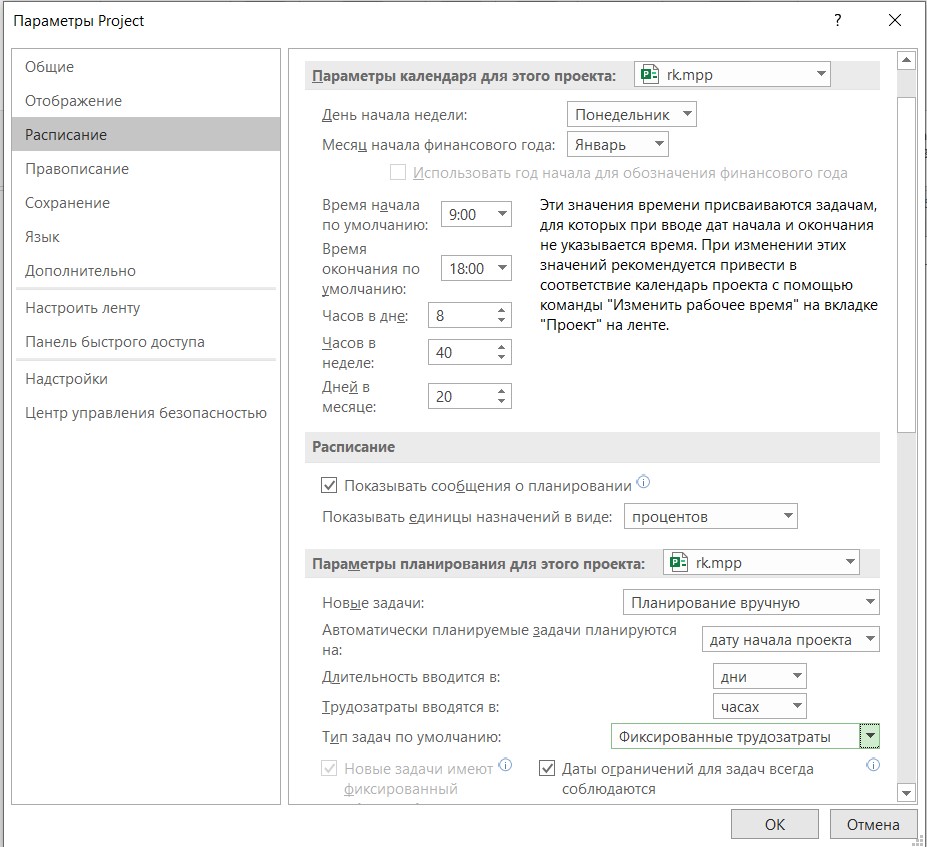 Параметры Project
?
Общие
Отображение
Расписание
Правописание
Сохранение
Язык
Дополнительно
Настроить ленту
Панель быстрого доступа
Надстройки
Центр управления безопасностью
Параметры календаря для этого проекта: rk.mpp
День начала недели: Понедельник
Месяц начала финансового года: Январь
Использовать год начала для обозначения финансового года
Время начала
по умолчанию: 9:00
Время
окончания по
умолчанию: 18:00
Часов в дне: 8
Часов в
неделе: 40
Дней в
месяце: 20
Эти значения времени присваиваются задачам,
для которых при вводе дат начала и окончания
не указывается время. При изменении этих
значений рекомендуется привести в
соответствие календарь проекта с помощью
команды "Изменить рабочее время" на вкладке
"Проект" на ленте.
Расписание
Показывать сообщения о планировании
Показывать единицы назначений в виде: процентов
Параметры планирования для этого проекта: rk.mpp
Новые задачи: Планирование вручную
Автоматически планируемые задачи планируются
на: дату начала проекта
Длительность вводится в: дни
Трудозатраты вводятся в: часах
Тип задач по умолчанию: Фиксированные трудозатраты
Новые задачи имеют
фиксированный
Даты ограничений для задач всегда
соблюдаются
ОК
Отмена